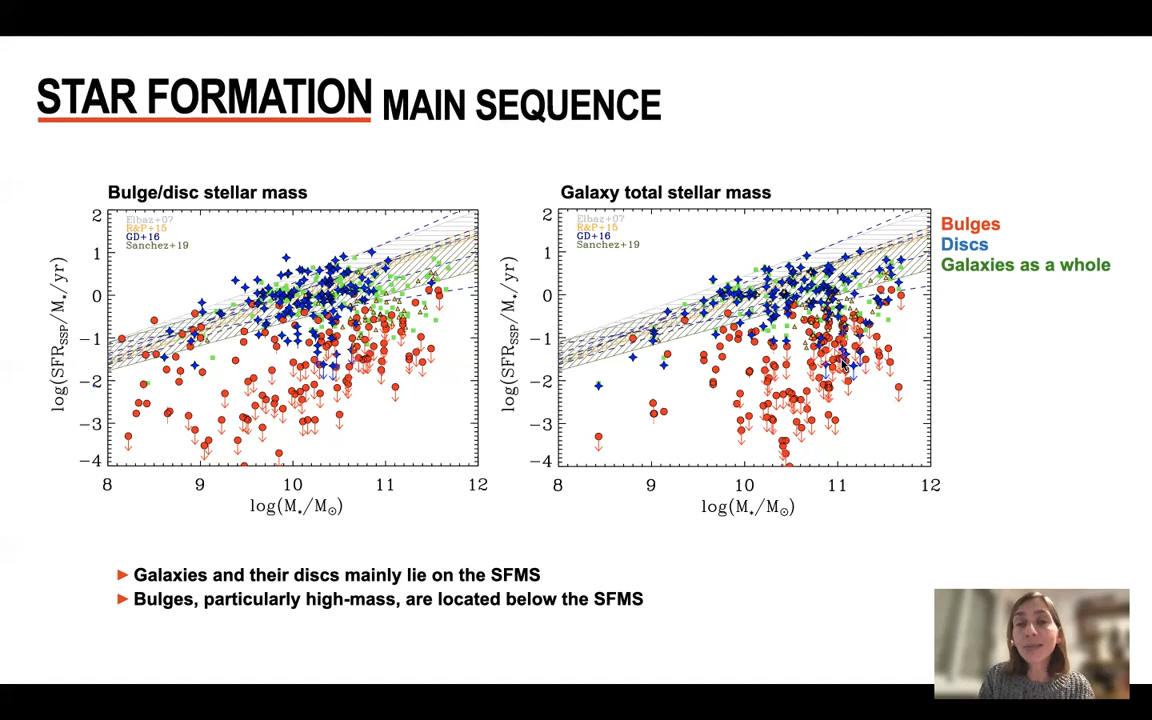 STAR FORMATION MAIN SEQUENCE
Bulge/disc stellar mass
Galaxy total stellar mass
Elbaz+07
R&P+15
GD+16
Sanchez+19
2
1
0
−1
−2
−3
−4
log(SFR_SSP/M⋆/yr)
8 9 10 11 12
log(M⋆/M⊙)
Elbaz+07
R&P+15
GD+16
Sanchez+19
2
1
0
−1
−2
−3
−4
log(SFR_SSP/M⋆/yr)
8 9 10 11 12
log(M⋆/M⊙)
Bulges
Discs
Galaxies as a whole
Galaxies and their discs mainly lie on the SFMS
Bulges, particularly high-mass, are located below the SFMS